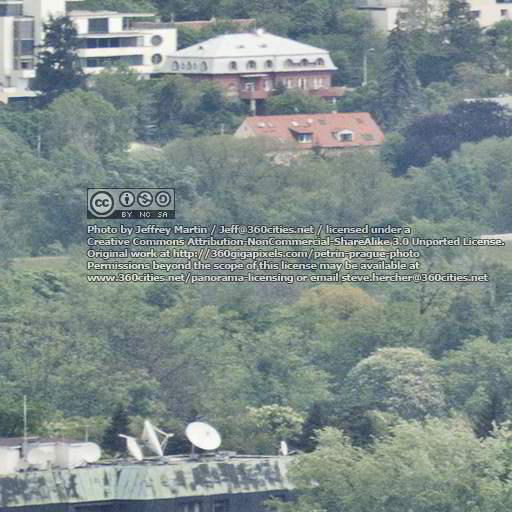 cc BY NC SA
Photo by Jeffrey Martin / Jeff@360cities.net / licensed under a
Creative Commons Attribution-NonCommercial-ShareAlike 3.0 Unported License.
Original work at http://360gigapixels.com/petrin-prague-photo
Permissions beyond the scope of this license may be available at
www.360cities.net/panorama-licensing or email steve.hercher@360cities.net